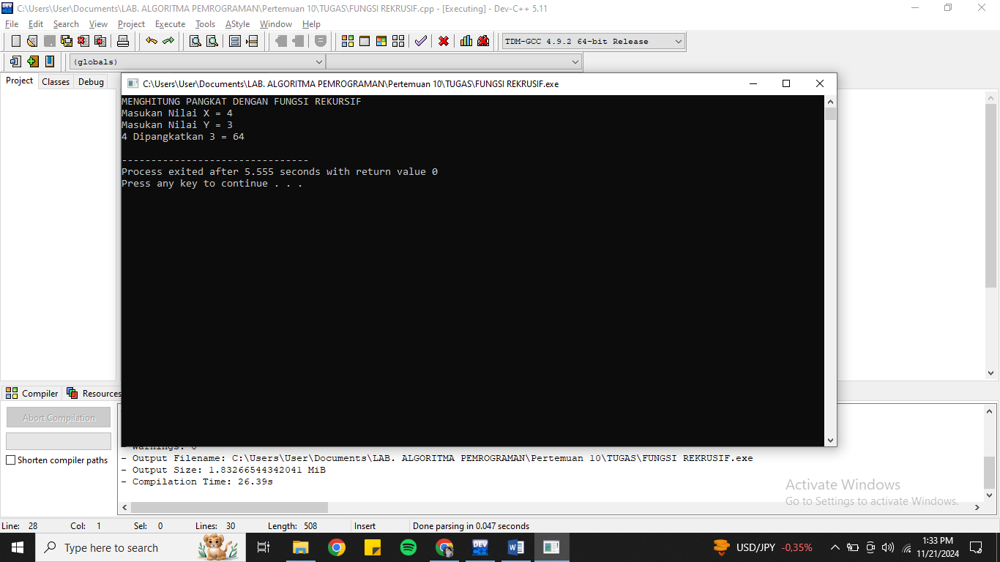 C:\Users\User\Documents\LAB. ALGORITMA PEMROGRAMAN\Pertemuan 10\TUGAS\FUNGSI REKRUSIF.cpp - [Executing] - Dev-C++ 5.11
File Edit Search View Project Execute Tools AStyle Window Help
TDM-GCC 4.9.2 64-bit Release
(globals)
Project Classes Debug
C:\Users\User\Documents\LAB. ALGORITMA PEMROGRAMAN\Pertemuan 10\TUGAS\FUNGSI REKRUSIF.exe
MENGHITUNG PANGKAT DENGAN FUNGSI REKURSIF
Masukan Nilai X = 4
Masukan Nilai Y = 3
4 Dipangkatkan 3 = 64
--------------------------------
Process exited after 5.555 seconds with return value 0
Press any key to continue . . .
Compiler Resources
Abort Compilation
Shorten compiler paths
- Warnings: 0
- Output Filename: C:\Users\User\Documents\LAB. ALGORITMA PEMROGRAMAN\Pertemuan 10\TUGAS\FUNGSI REKRUSIF.exe
- Output Size: 1.83266544342041 MiB
- Compilation Time: 26.39s
Activate Windows
Go to Settings to activate Windows.
Line: 28 Col: 1 Sel: 0 Lines: 30 Length: 508 Insert Done parsing in 0.047 seconds
Type here to search
DEV
USD/JPY -0,35%
1:33 PM
11/21/2024